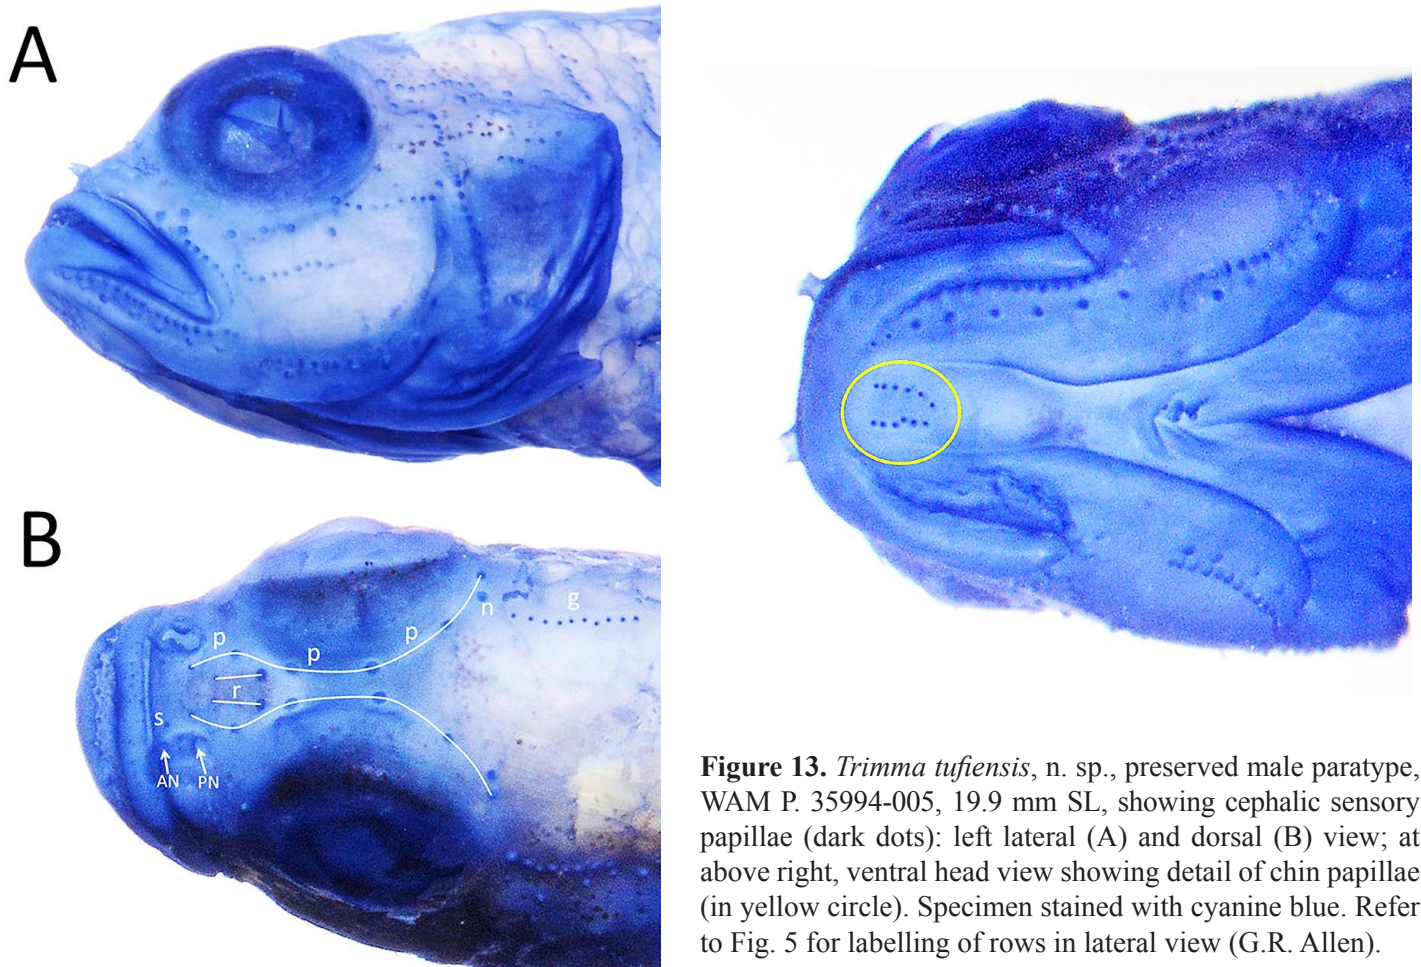 A
B
p
p
p
n
g
r
s
AN
PN
Figure 13. Trimma tufiensis, n. sp., preserved male paratype,
WAM P. 35994-005, 19.9 mm SL, showing cephalic sensory
papillae (dark dots): left lateral (A) and dorsal (B) view; at
above right, ventral head view showing detail of chin papillae
(in yellow circle). Specimen stained with cyanine blue. Refer
to Fig. 5 for labelling of rows in lateral view (G.R. Allen).